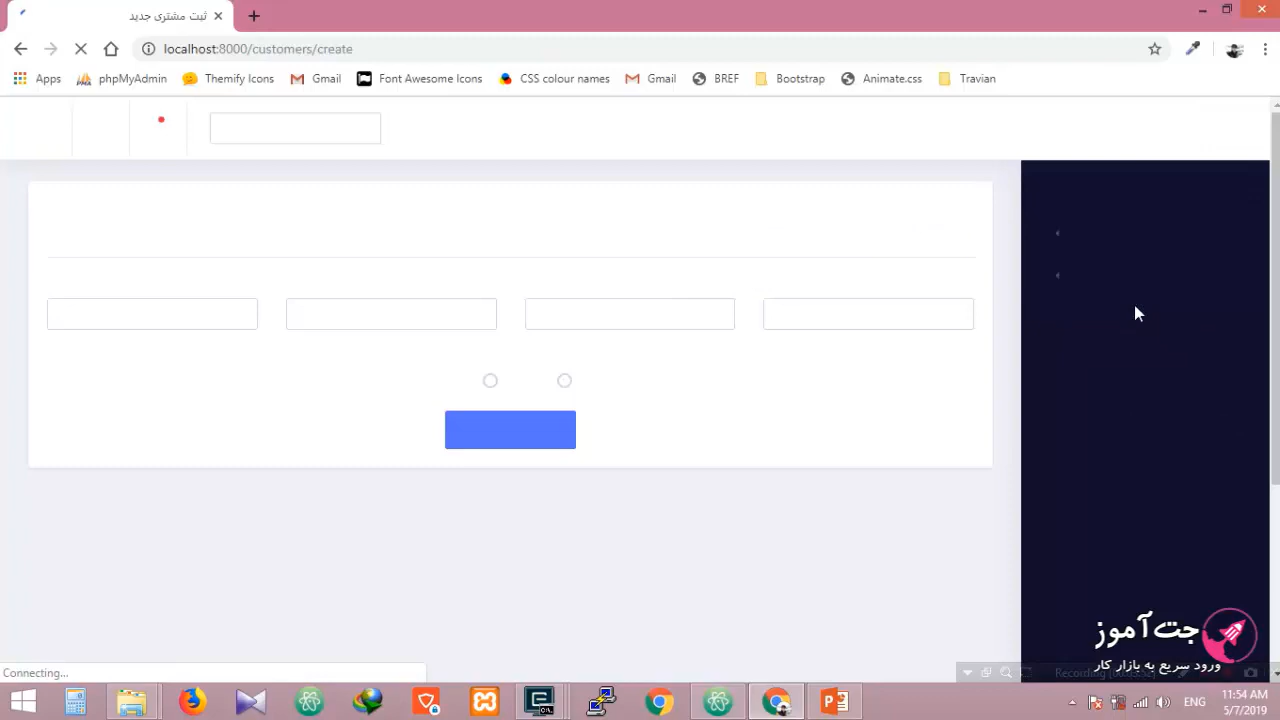 ثبت مشتری جدید
localhost:8000/customers/create
Apps
phpMyAdmin
Themify Icons
Gmail
Font Awesome Icons
CSS colour names
Gmail
BREF
Bootstrap
Animate.css
Travian
جت‌آموز
ورود سریع به بازار کار
Connecting...
ENG
11:54 AM
5/7/2019